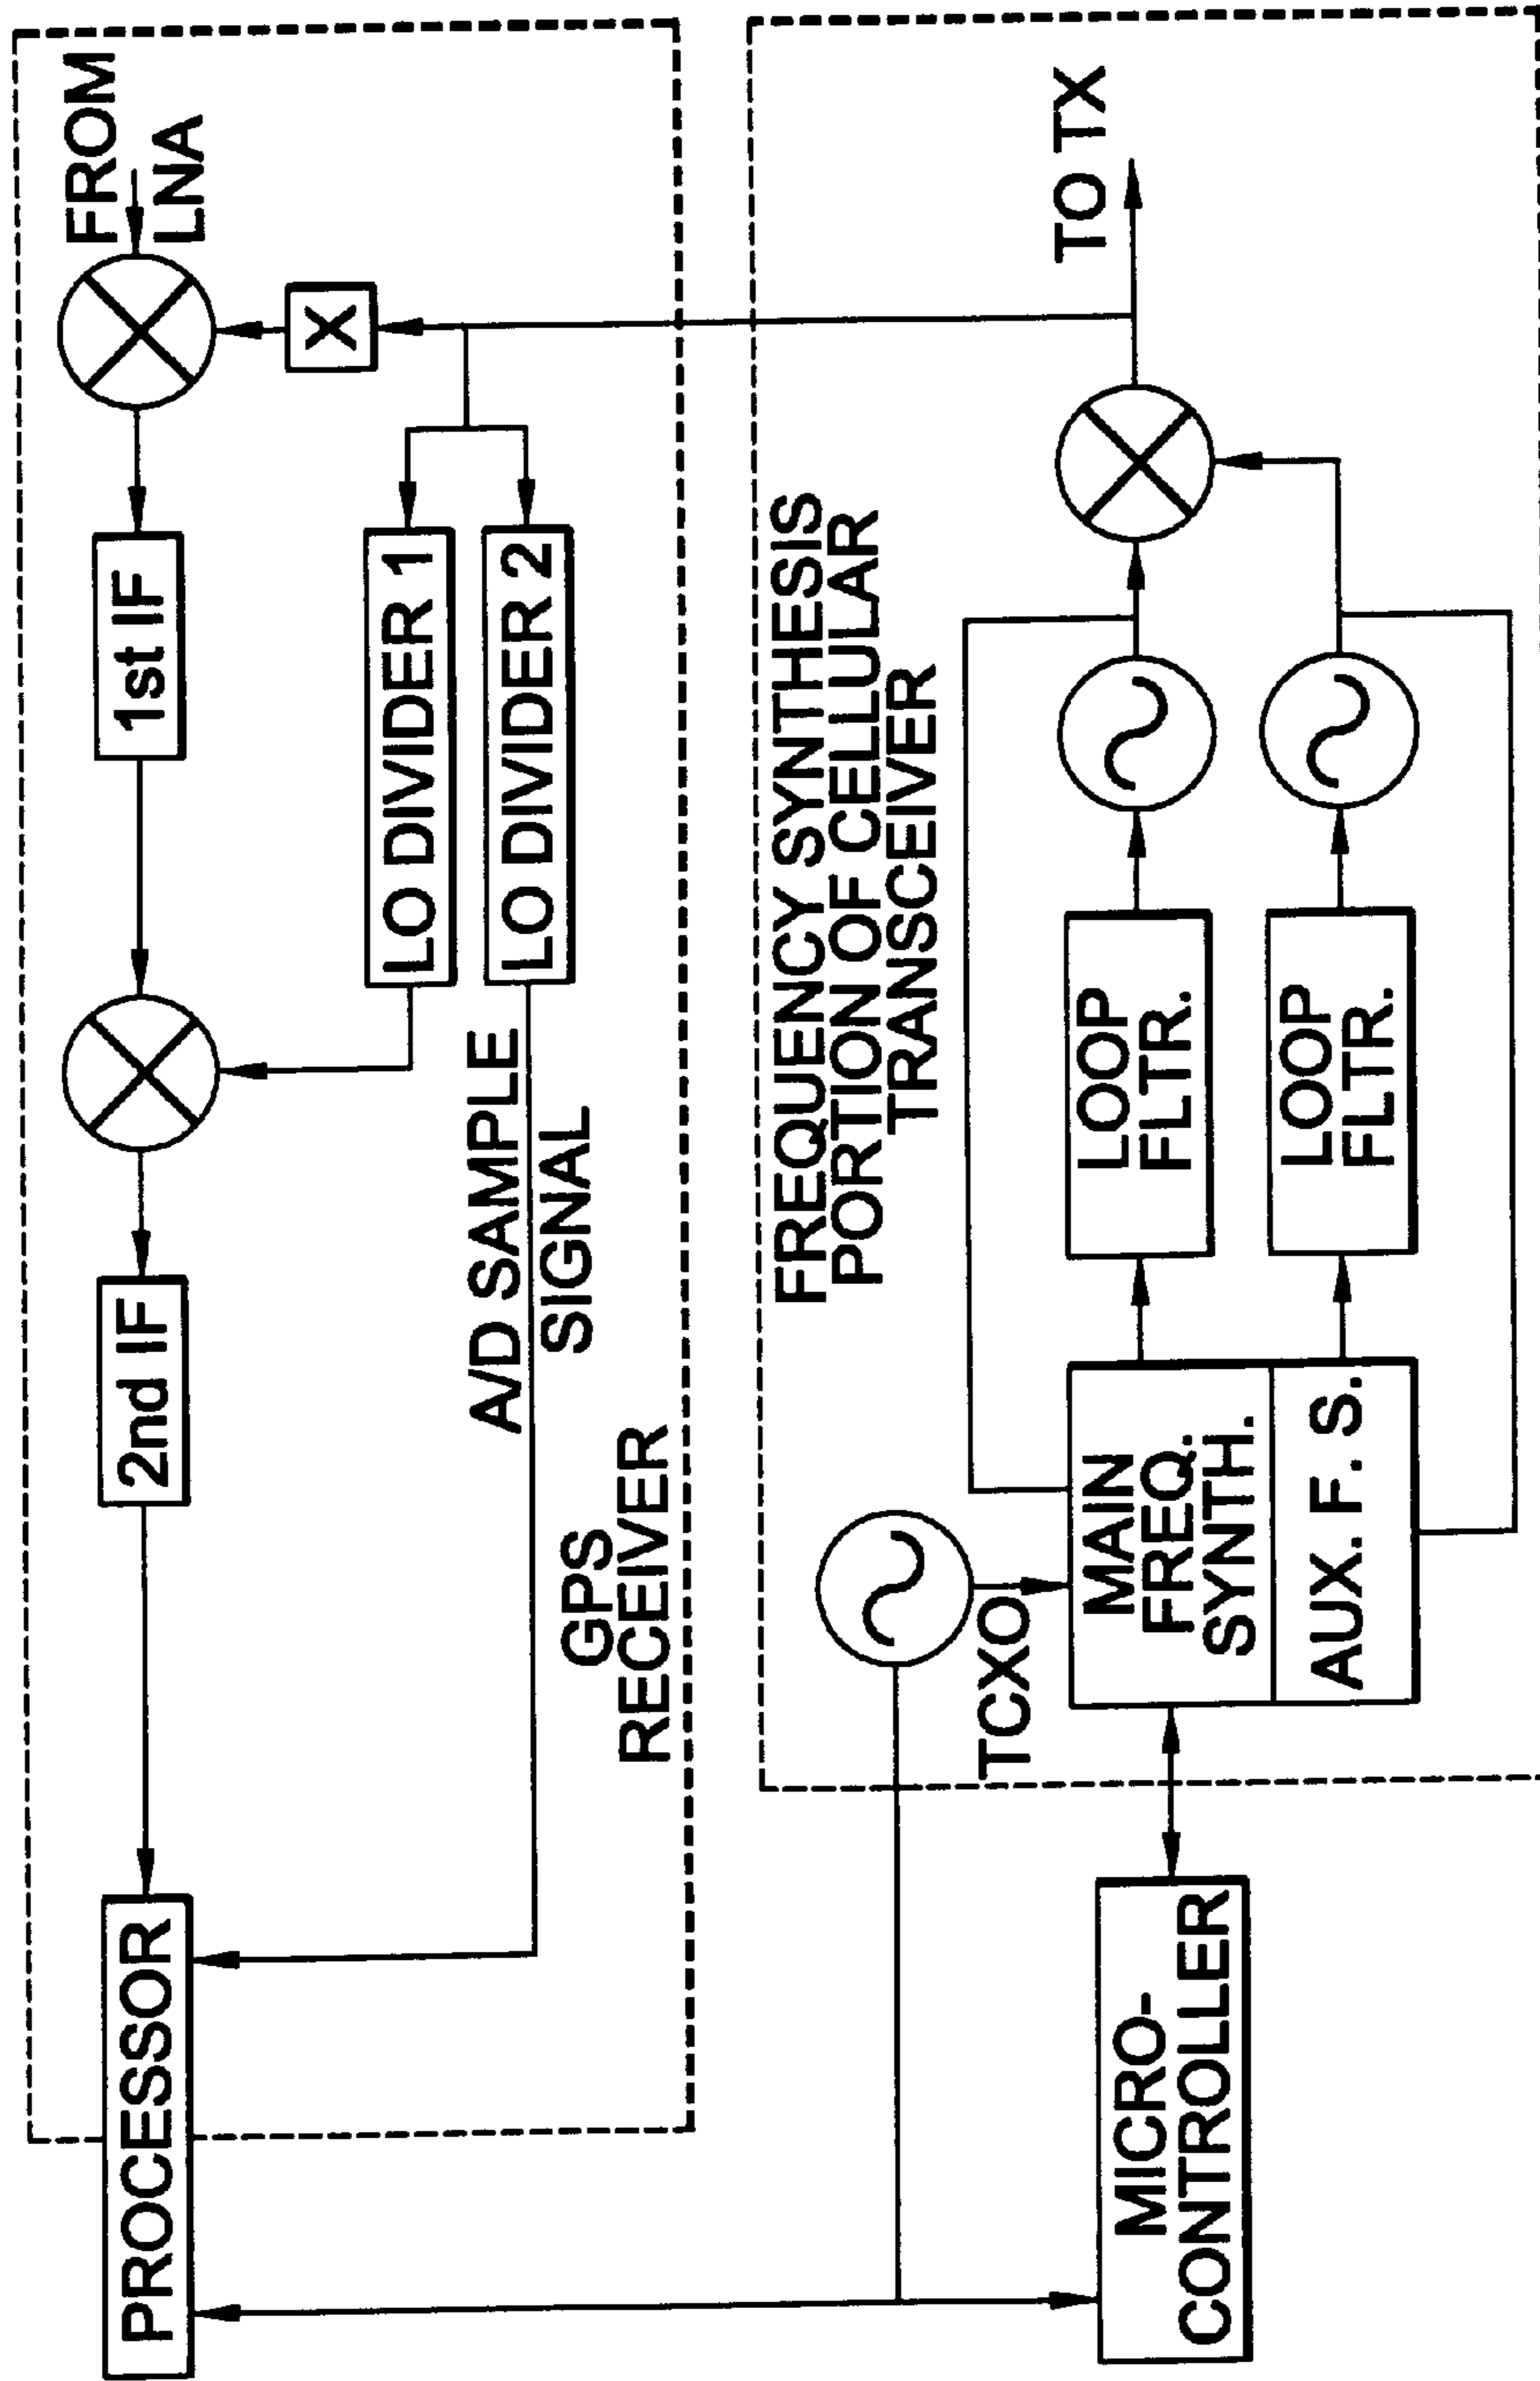 PROCESSOR
2nd IF
1st IF
FROM
LNA
X
LO DIVIDER 1
LO DIVIDER 2
A/D SAMPLE
SIGNAL
GPS
RECEIVER
FREQUENCY SYNTHESIS
PORTION OF CELLULAR
TRANSCEIVER
TCXO
MICRO-
CONTROLLER
MAIN
FREQ.
SYNTH.
AUX. F. S.
LOOP
FLTR.
LOOP
FLTR.
TO TX